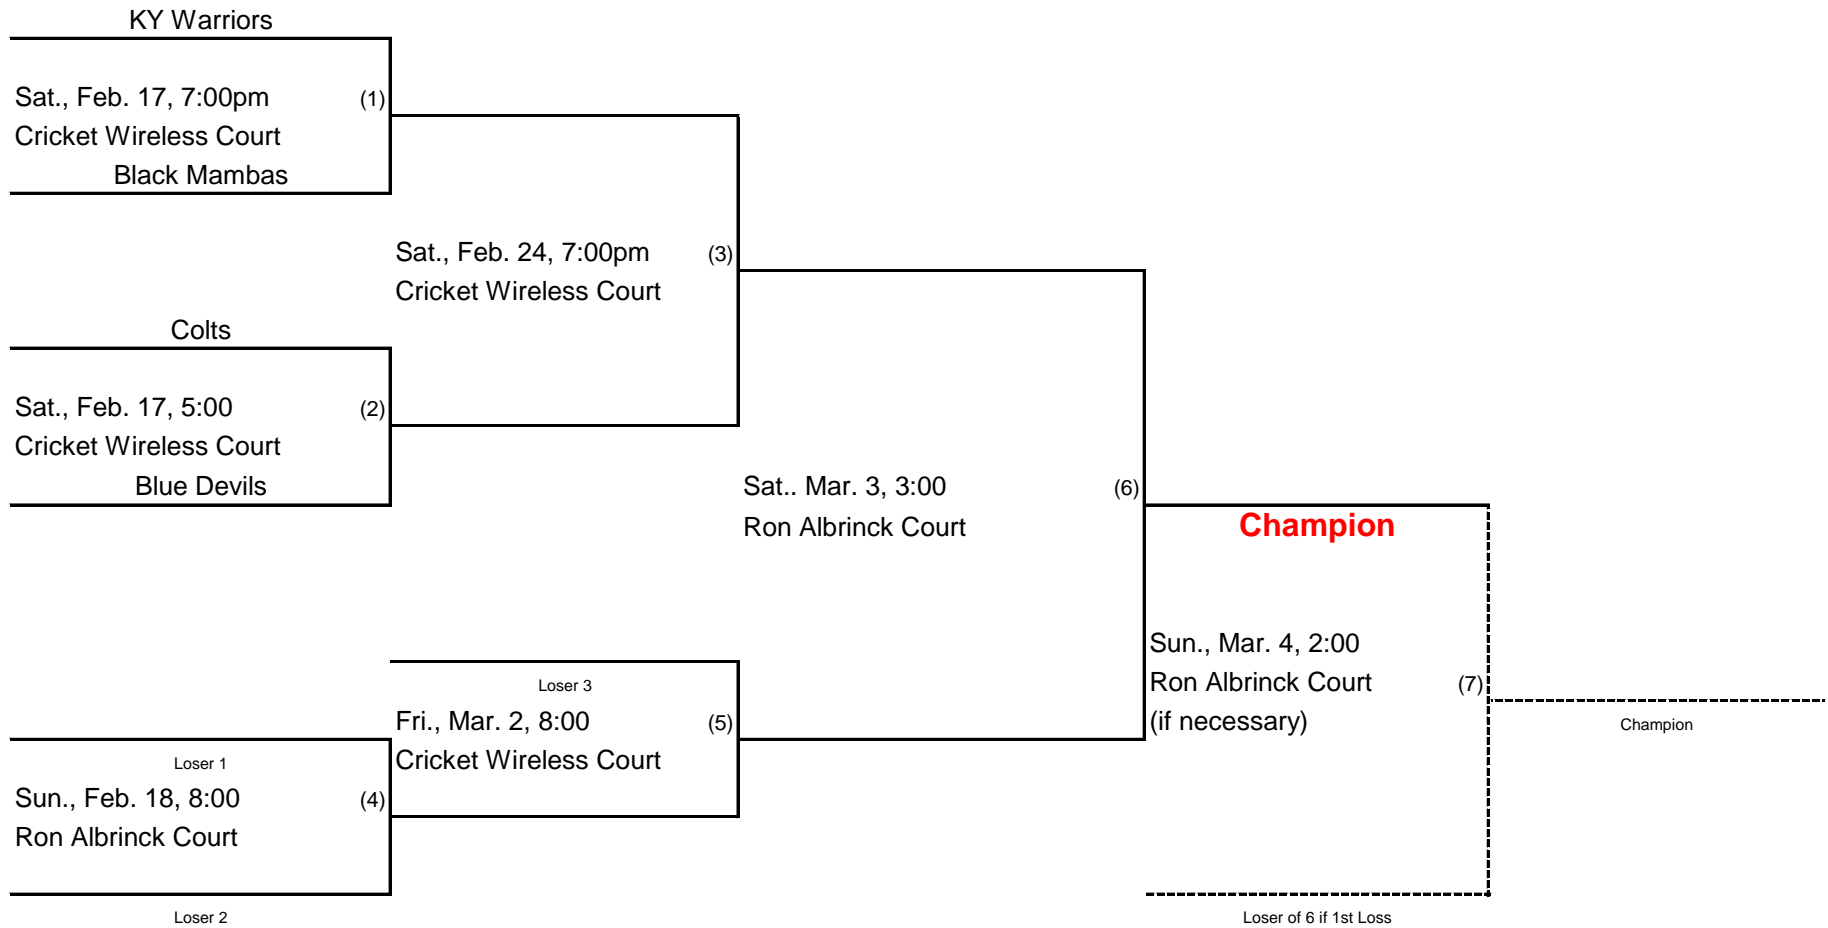 KY Warriors
Sat., Feb. 17, 7:00pm (1)
Cricket Wireless Court
Black Mambas
Sat., Feb. 24, 7:00pm (3)
Cricket Wireless Court
Colts
Sat., Feb. 17, 5:00 (2)
Cricket Wireless Court
Blue Devils
Sat.. Mar. 3, 3:00 (6)
Ron Albrinck Court
Champion
Sun., Mar. 4, 2:00
Ron Albrinck Court (7)
(if necessary)
Champion
Loser 3
Fri., Mar. 2, 8:00 (5)
Cricket Wireless Court
Loser 1
Sun., Feb. 18, 8:00 (4)
Ron Albrinck Court
Loser 2
Loser of 6 if 1st Loss